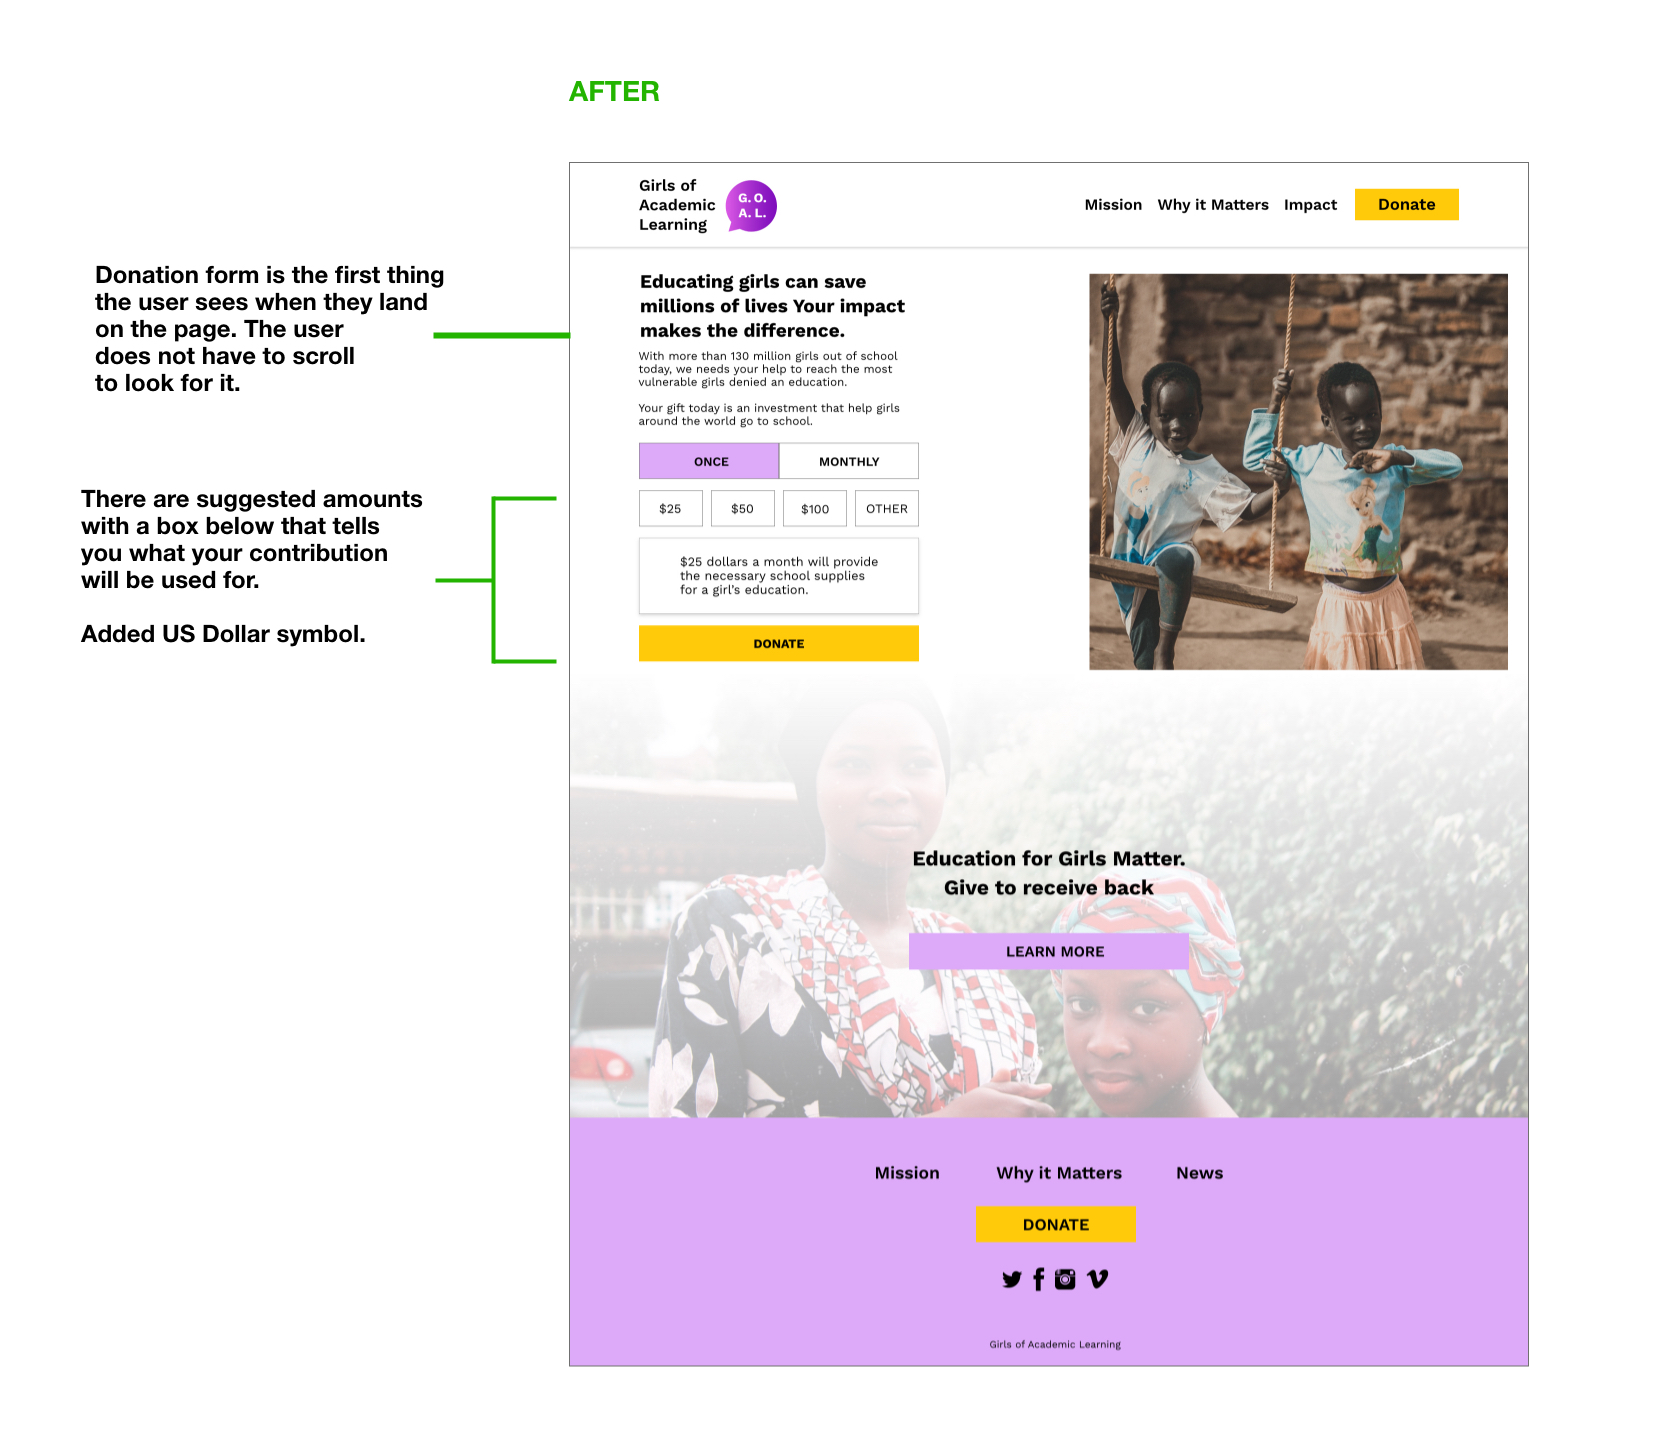 AFTER
Girls of
Academic
Learning
G. O.
A. L.
Mission
Why it Matters
Impact
Donate
Donation form is the first thing
the user sees when they land
on the page. The user
does not have to scroll
to look for it.
Educating girls can save
millions of lives Your impact
makes the difference.
With more than 130 million girls out of school
today, we needs your help to reach the most
vulnerable girls denied an education.
Your gift today is an investment that help girls
around the world go to school.
ONCE
MONTHLY
There are suggested amounts
with a box below that tells
you what your contribution
will be used for.
Added US Dollar symbol.
$25
$50
$100
OTHER
$25 dollars a month will provide
the necessary school supplies
for a girl's education.
DONATE
Education for Girls Matter.
Give to receive back
LEARN MORE
Mission
Why it Matters
News
DONATE
Girls of Academic Learning